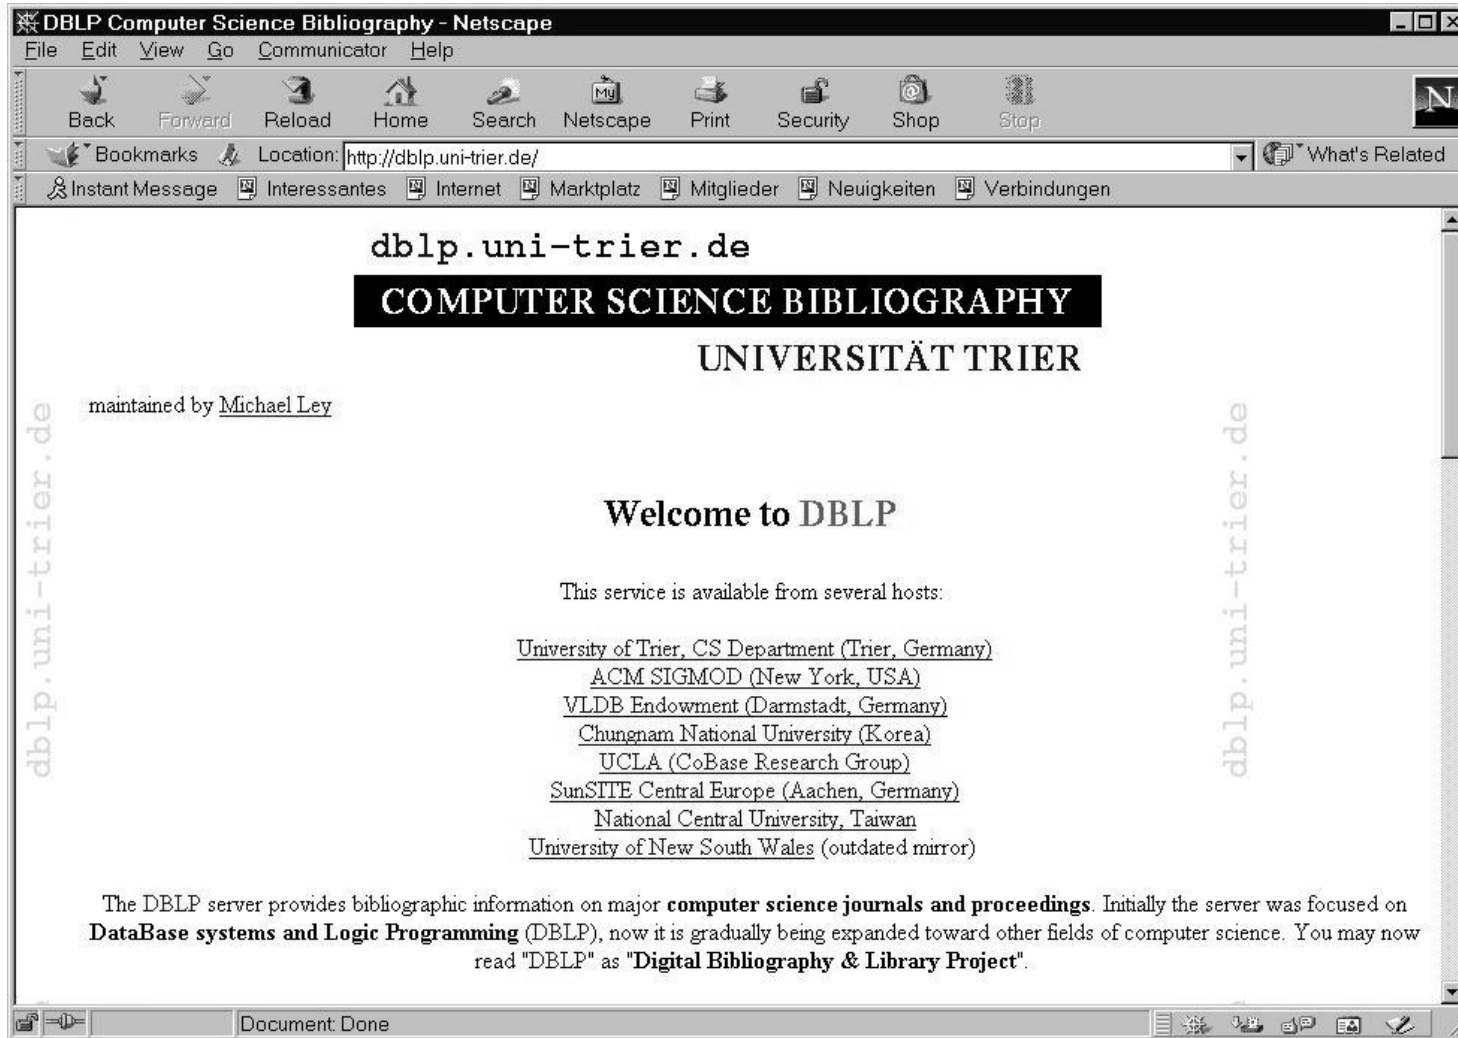 DBLP Computer Science Bibliography - Netscape
File Edit View Go Communicator Help
My N
Back Forward Reload Home Search Netscape Print Security Shop Stop
Bookmarks Location: http://dblp.uni-trier.de/ What's Related
Instant Message Interessantes Internet Marktplatz Mitglieder Neuigkeiten Verbindungen
dblp.uni-trier.de
COMPUTER SCIENCE BIBLIOGRAPHY
UNIVERSITÄT TRIER
maintained by Michael Ley
dblp.uni-trier.de
dblp.uni-trier.de
Welcome to DBLP
This service is available from several hosts:
University of Trier, CS Department (Trier, Germany)
ACM SIGMOD (New York, USA)
VLDB Endowment (Darmstadt, Germany)
Chungnam National University (Korea)
UCLA (CoBase Research Group)
SunSITE Central Europe (Aachen, Germany)
National Central University, Taiwan
University of New South Wales (outdated mirror)
The DBLP server provides bibliographic information on major computer science journals and proceedings. Initially the server was focused on
DataBase systems and Logic Programming (DBLP), now it is gradually being expanded toward other fields of computer science. You may now
read "DBLP" as "Digital Bibliography & Library Project".
Document: Done